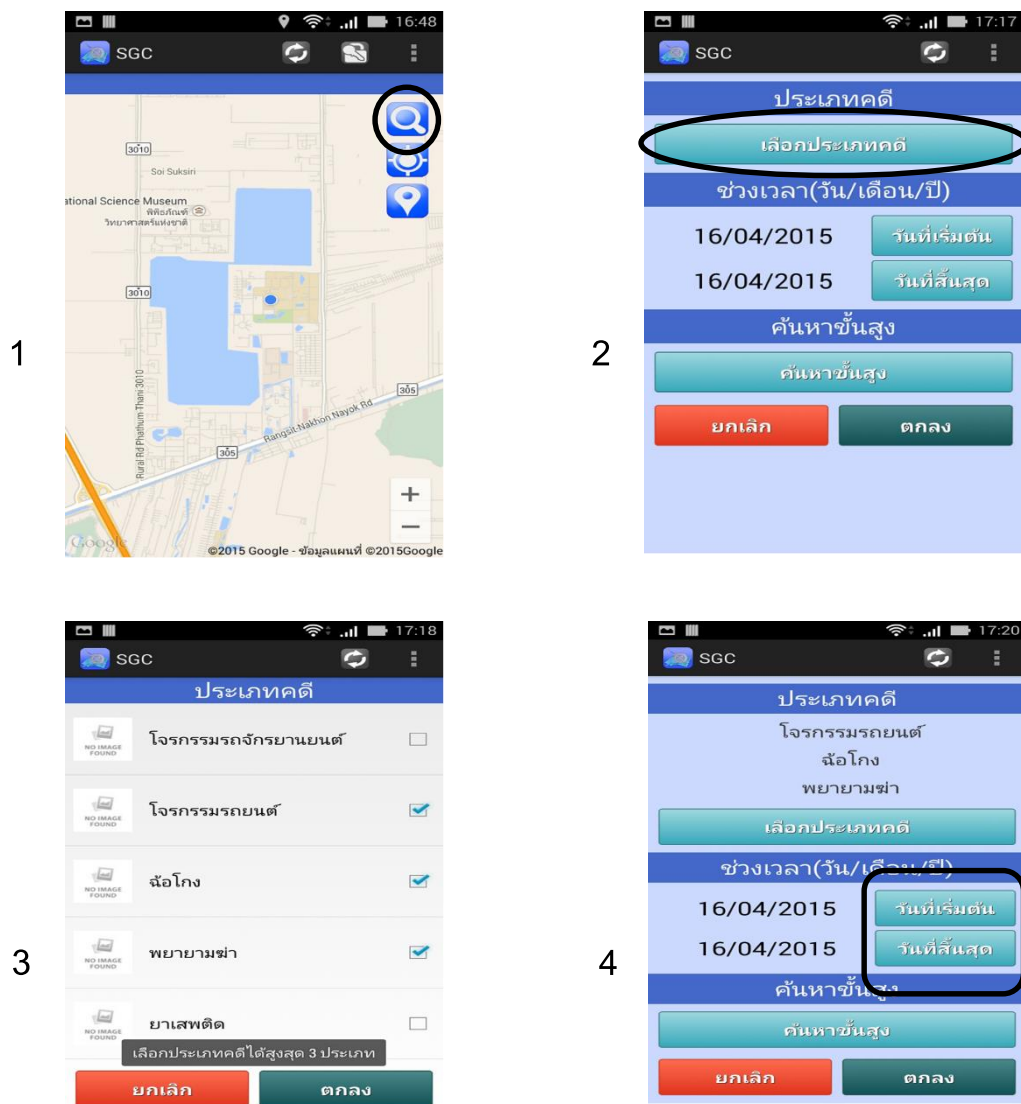 1
16:48
SGC
3010
Soi Suksiri
ational Science Museum
พิพิธภัณฑ์
วิทยาศาสตร์แห่งชาติ
3010
Rural Rd Phathum Thani 3010
305
Rangsit-Nakhon Nayok Rd
305
+
−
Google
©2015 Google - ข้อมูลแผนที่ ©2015Google
2
17:17
SGC
ประเภทคดี
เลือกประเภทคดี
ช่วงเวลา(วัน/เดือน/ปี)
16/04/2015 วันที่เริ่มต้น
16/04/2015 วันที่สิ้นสุด
ค้นหาขั้นสูง
ค้นหาขั้นสูง
ยกเลิก ตกลง
3
17:18
SGC
ประเภทคดี
NO IMAGE
FOUND
โจรกรรมรถจักรยานยนต์
NO IMAGE
FOUND
โจรกรรมรถยนต์
NO IMAGE
FOUND
ฉ้อโกง
NO IMAGE
FOUND
พยายามฆ่า
NO IMAGE
FOUND
ยาเสพติด
เลือกประเภทคดีได้สูงสุด 3 ประเภท
ยกเลิก ตกลง
4
17:20
SGC
ประเภทคดี
โจรกรรมรถยนต์
ฉ้อโกง
พยายามฆ่า
เลือกประเภทคดี
ช่วงเวลา(วัน/เดือน/ปี)
16/04/2015 วันที่เริ่มต้น
16/04/2015 วันที่สิ้นสุด
ค้นหาขั้นสูง
ค้นหาขั้นสูง
ยกเลิก ตกลง